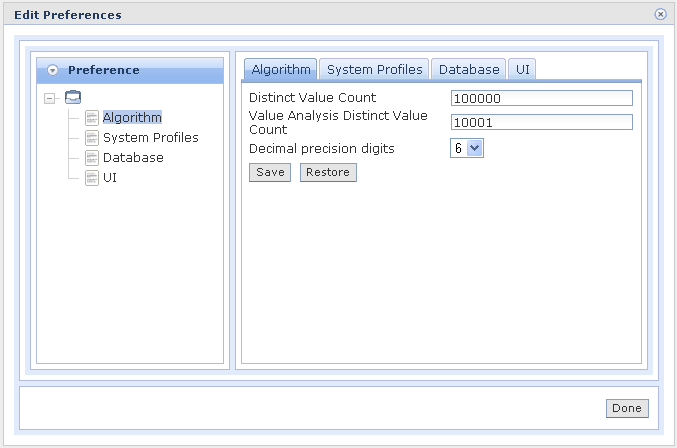 Edit Preferences
Preference
Algorithm
System Profiles
Database
UI
Algorithm System Profiles Database UI
Distinct Value Count 100000
Value Analysis Distinct Value
Count 10001
Decimal precision digits 6
Save Restore
Done